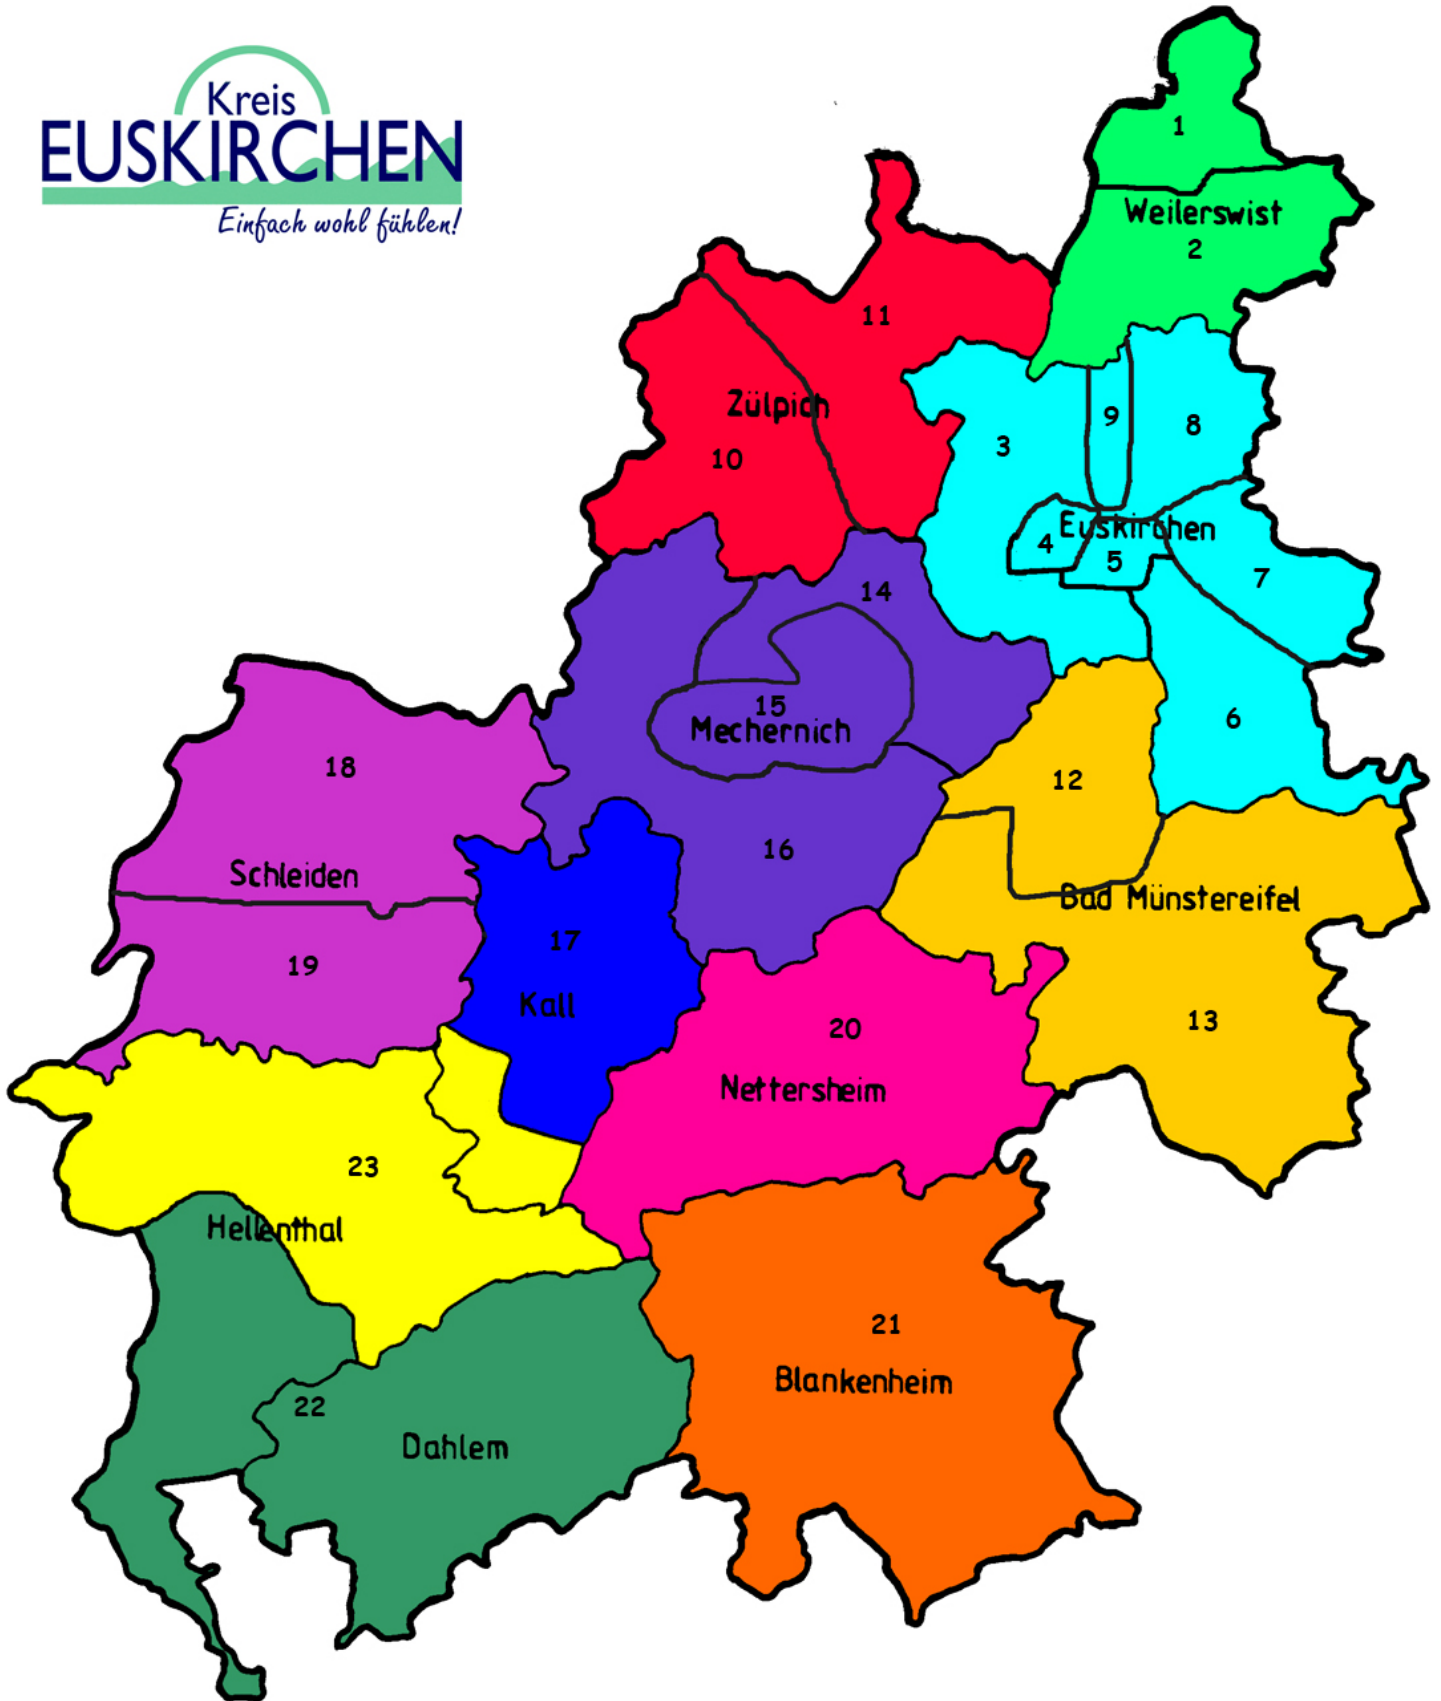 Kreis
EUSKIRCHEN
Einfach wohl fühlen!
1
Weilerswist
2
11
Zülpich
10
3
9
8
4
Euskirchen
5
7
6
14
15
Mechernich
16
12
Bad Münstereifel
13
18
Schleiden
19
17
Kall
20
Nettersheim
23
Hellenthal
21
Blankenheim
22
Dahlem